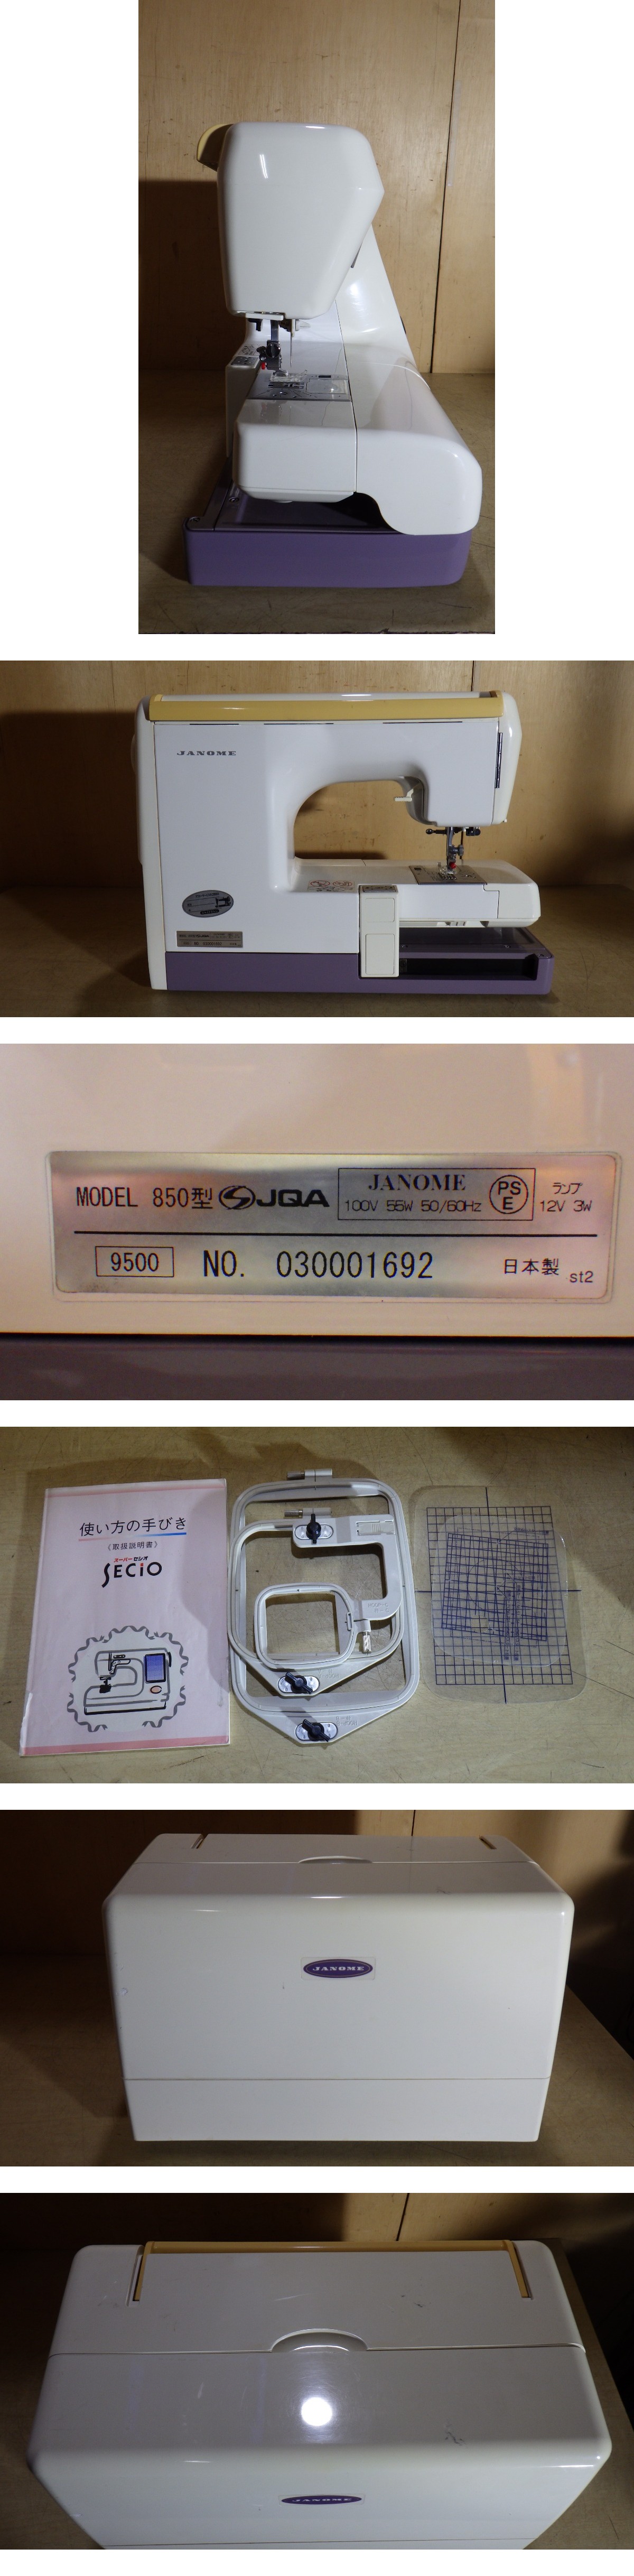 JANOME
MODEL 850型 JQA JANOME 100V 55W 50/60Hz PSE ランプ 12V 3W
9500 NO. 030001692 日本製 st2
使い方の手びき
《取扱説明書》
スーパーセシオ
SECiO
JANOME
JANOME